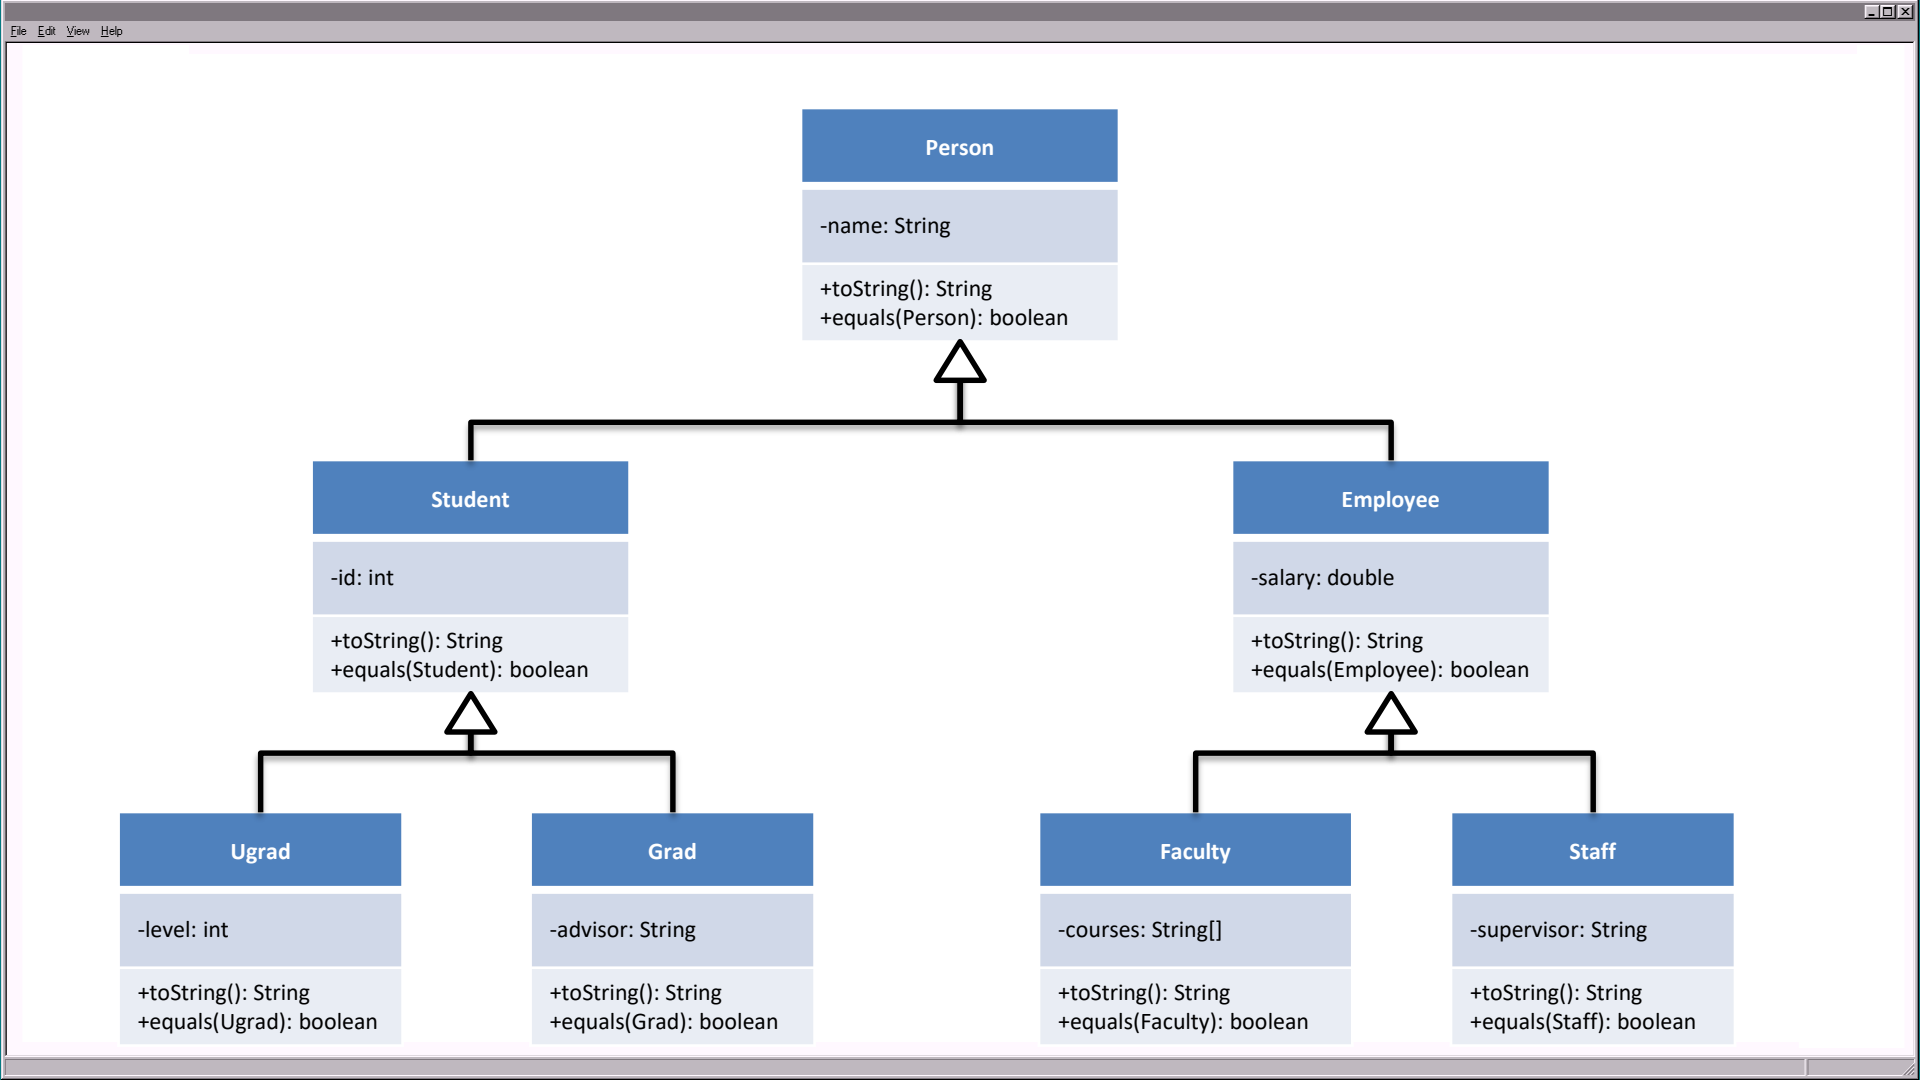 File Edit View Help
Person
-name: String
+toString(): String
+equals(Person): boolean
Student
-id: int
+toString(): String
+equals(Student): boolean
Employee
-salary: double
+toString(): String
+equals(Employee): boolean
Ugrad
-level: int
+toString(): String
+equals(Ugrad): boolean
Grad
-advisor: String
+toString(): String
+equals(Grad): boolean
Faculty
-courses: String[]
+toString(): String
+equals(Faculty): boolean
Staff
-supervisor: String
+toString(): String
+equals(Staff): boolean